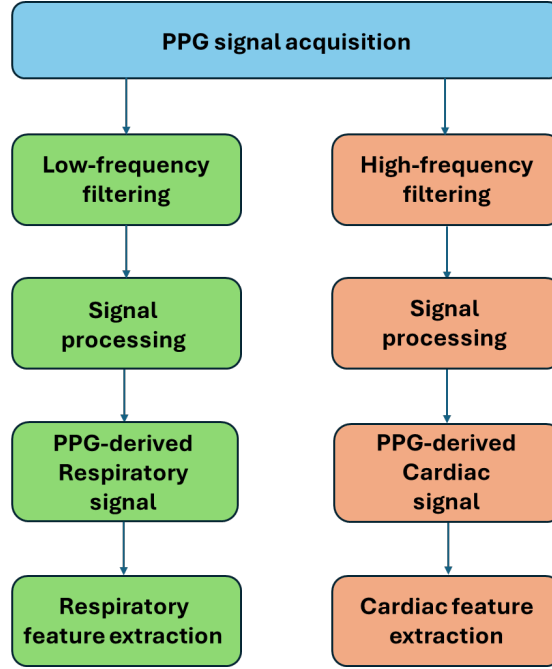 PPG signal acquisition
Low-frequency
filtering
High-frequency
filtering
Signal
processing
Signal
processing
PPG-derived
Respiratory
signal
PPG-derived
Cardiac
signal
Respiratory
feature extraction
Cardiac feature
extraction